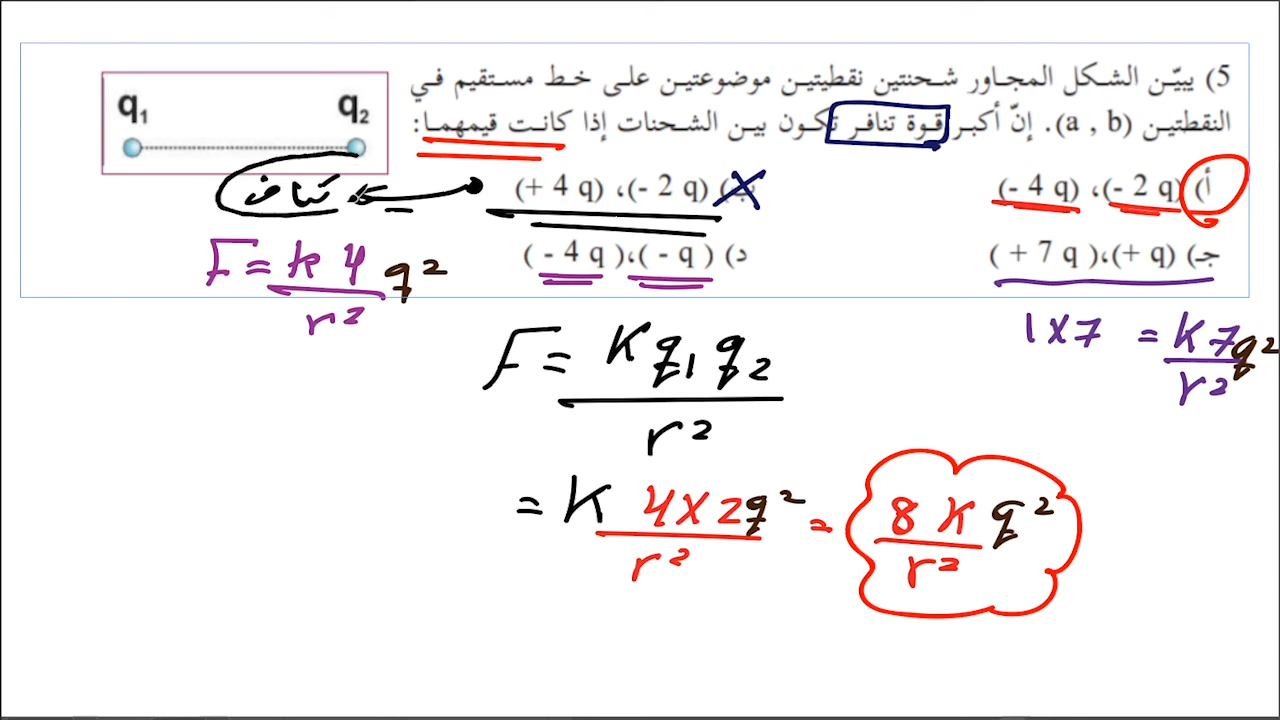 5) يبيّن الشكل المجاور شحنتين نقطيتين موضوعتين على خط مستقيم في
النقطتين (a , b). إنّ أكبر قوة تنافر تكون بين الشحنات إذا كانت قيمهما:
q1 q2
أ) (- 2 q)، (- 4 q)
ب) (- 2 q)، (+ 4 q)
جـ) (+ q)، (+ 7 q)
د) (- q)، (- 4 q)
F = K 4 q² / r²
1 x 7 = K 7 q² / r²
F = K q1 q2 / r²
= K 4 x 2 q² / r² = 8 K q² / r²